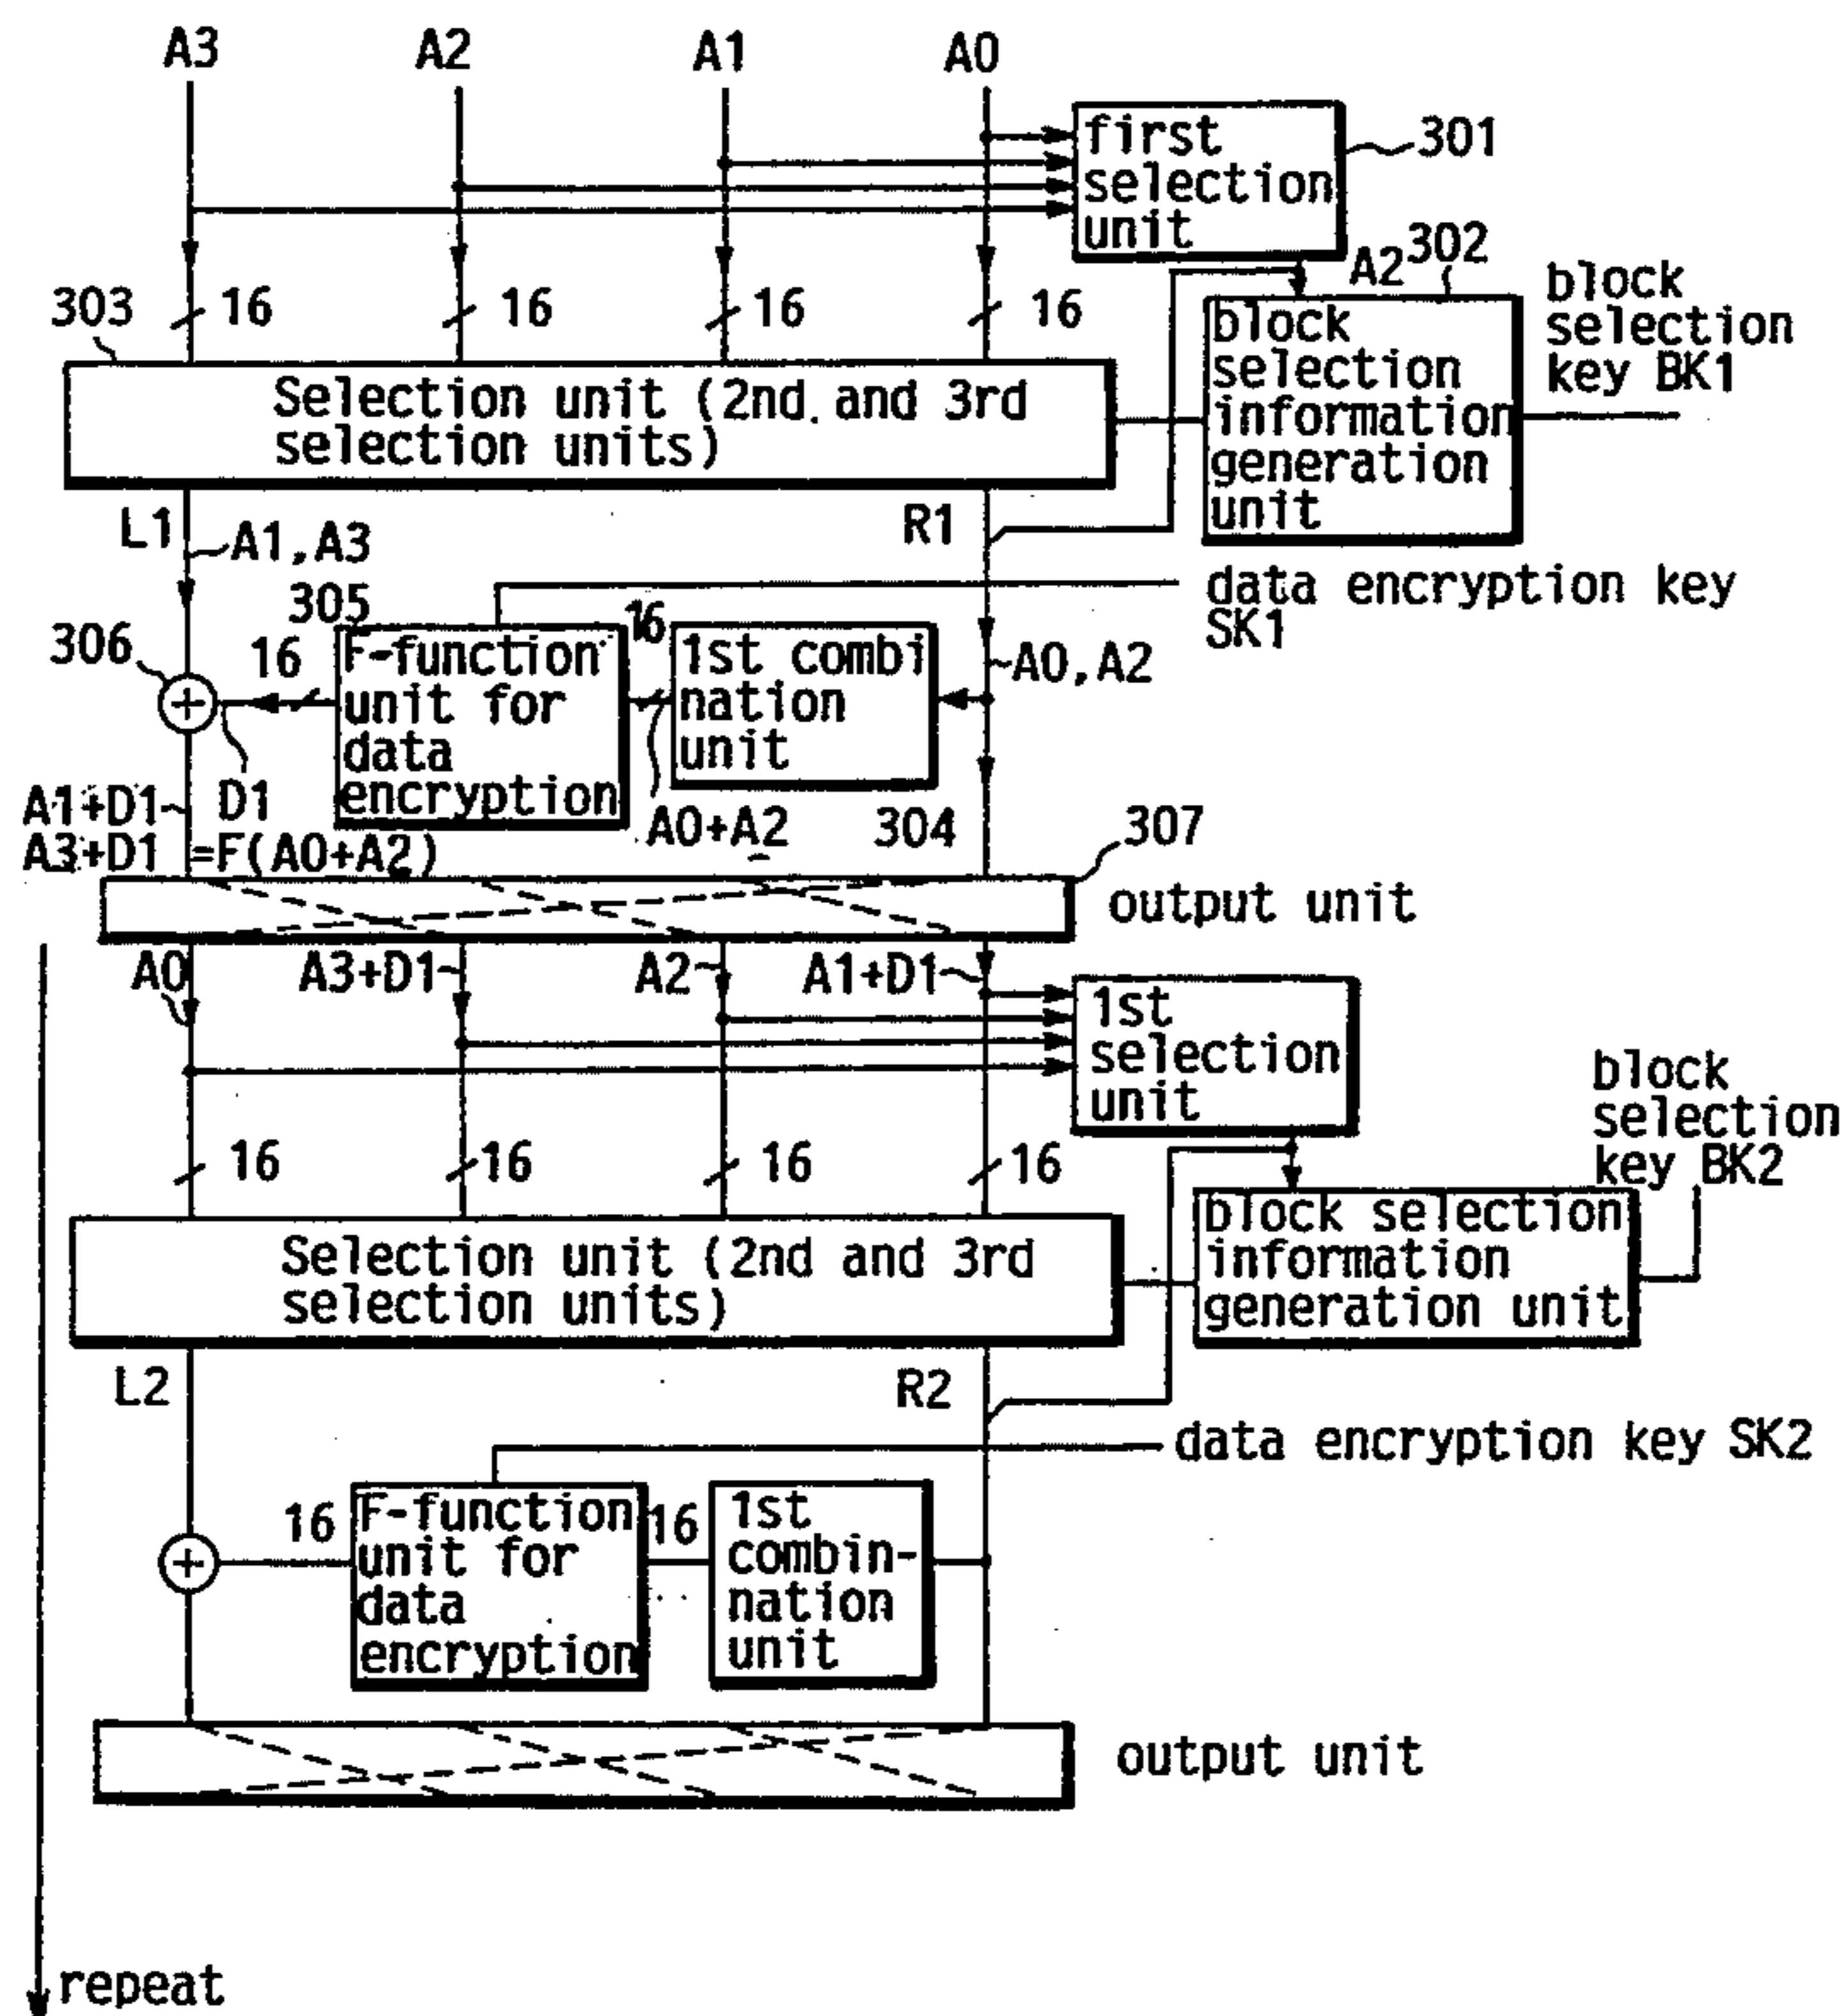 A3 A2 A1 A0
first
selection
unit
301
A2 302
303 16 16 16 16
block
selection
information
generation
unit
block
selection
key BK1
Selection unit (2nd and 3rd
selection units)
L1 A1,A3 R1
data encryption key
SK1
306 16 305 16
F-function
unit for
data
encryption
1st combi
nation
unit
A0,A2
A1+D1 D1 A0+A2 304 307
A3+D1 =F(A0+A2)
output unit
A0 A3+D1 A2 A1+D1
1st
selection
unit
block
selection
key BK2
16 16 16 16
block selection
information
generation unit
Selection unit (2nd and 3rd
selection units)
L2 R2
data encryption key SK2
16 16
F-function
unit for
data
encryption
1st
combin-
nation
unit
output unit
repeat